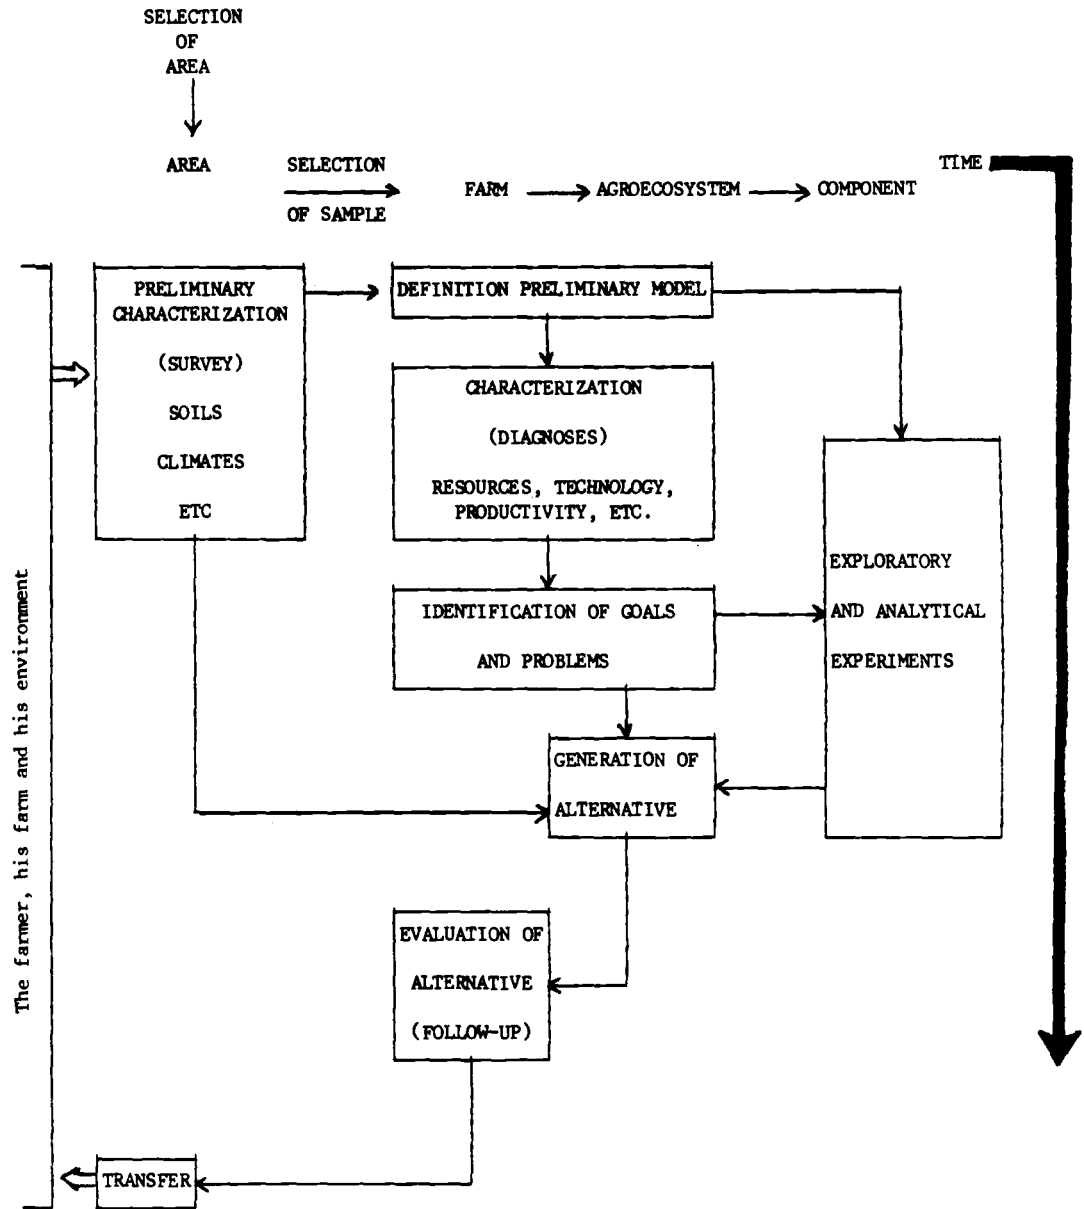 SELECTION
OF
AREA
AREA
SELECTION
OF SAMPLE
FARM
AGROECOSYSTEM
COMPONENT
TIME
The farmer, his farm and his environment
PRELIMINARY
CHARACTERIZATION
(SURVEY)
SOILS
CLIMATES
ETC
DEFINITION PRELIMINARY MODEL
CHARACTERIZATION
(DIAGNOSES)
RESOURCES, TECHNOLOGY,
PRODUCTIVITY, ETC.
IDENTIFICATION OF GOALS
AND PROBLEMS
EXPLORATORY
AND ANALYTICAL
EXPERIMENTS
GENERATION OF
ALTERNATIVE
EVALUATION OF
ALTERNATIVE
(FOLLOW-UP)
TRANSFER